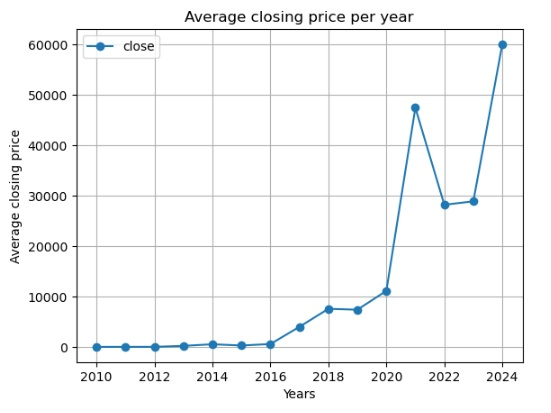 Average closing price per year
close
Average closing price
60000
50000
40000
30000
20000
10000
0
2010 2012 2014 2016 2018 2020 2022 2024
Years